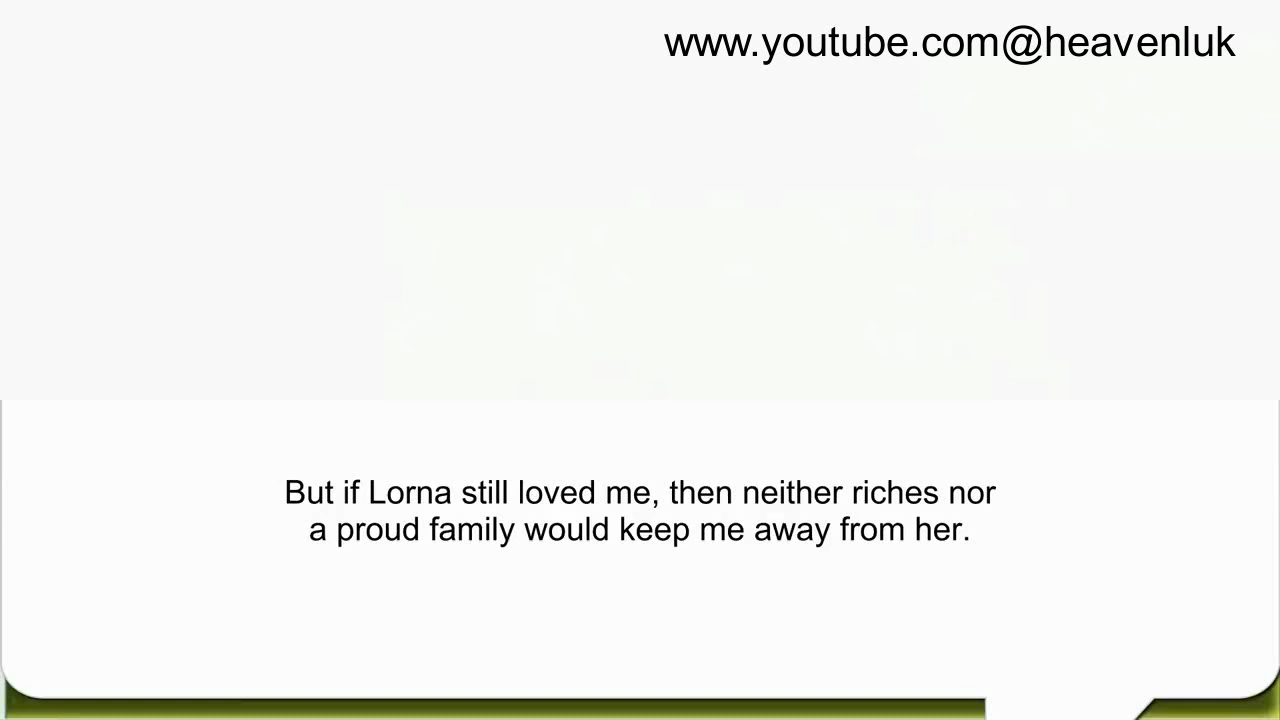 www.youtube.com@heavenluk
But if Lorna still loved me, then neither riches nor
a proud family would keep me away from her.